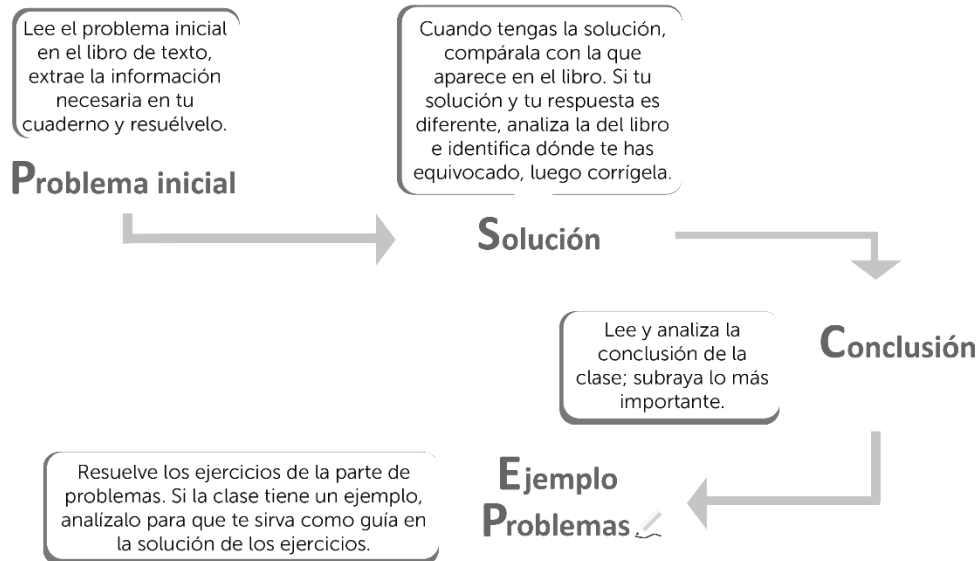 Lee el problema inicial
en el libro de texto,
extrae la información
necesaria en tu
cuaderno y resuélvelo.
Problema inicial
Cuando tengas la solución,
compárala con la que
aparece en el libro. Si tu
solución y tu respuesta es
diferente, analiza la del libro
e identifica dónde te has
equivocado, luego corrígela.
Solución
Conclusión
Lee y analiza la
conclusión de la
clase; subraya lo más
importante.
Ejemplo
Problemas
Resuelve los ejercicios de la parte de
problemas. Si la clase tiene un ejemplo,
analízalo para que te sirva como guía en
la solución de los ejercicios.